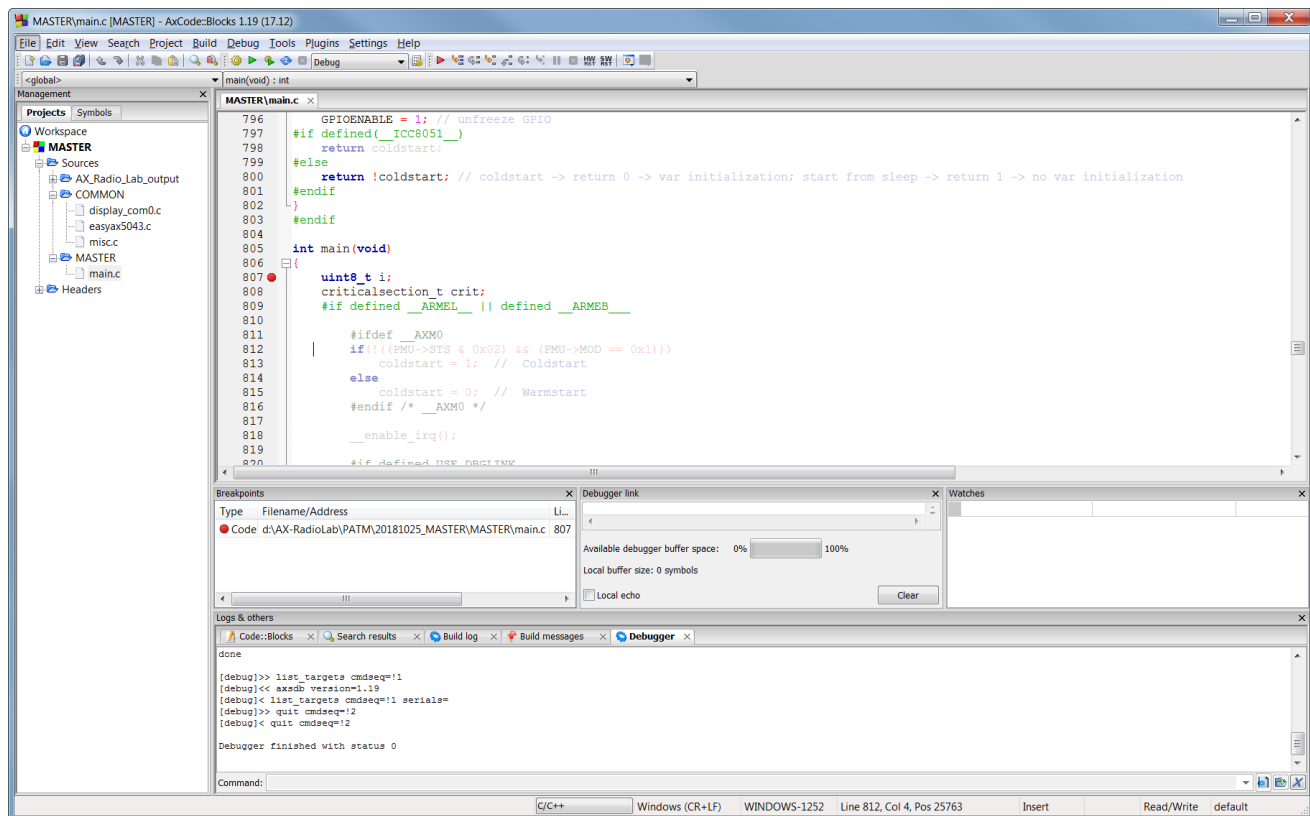 MASTER\main.c [MASTER] - AxCode::Blocks 1.19 (17.12)
File Edit View Search Project Build Debug Tools Plugins Settings Help
Debug
HW SW
RST RST
<global> main(void) : int
Management
Projects Symbols
Workspace
MASTER
Sources
AX_Radio_Lab_output
COMMON
display_com0.c
easyax5043.c
misc.c
MASTER
main.c
Headers
MASTER\main.c
796 GPIOENABLE = 1; // unfreeze GPIO
797 #if defined(__ICC8051__)
798 return coldstart;
799 #else
800 return !coldstart; // coldstart -> return 0 -> var initialization; start from sleep -> return 1 -> no var initialization
801 #endif
802 }
803 #endif
804
805 int main(void)
806 {
807 uint8_t i;
808 criticalsection_t crit;
809 #if defined __ARMEL__ || defined __ARMEB___
810
811 #ifdef __AXM0
812 if(!((PMU->STS & 0x02) && (PMU->MOD == 0x1)))
813 coldstart = 1; // Coldstart
814 else
815 coldstart = 0; // Warmstart
816 #endif /* __AXM0 */
817
818 __enable_irq();
819
820 #if defined USE_DBGLINK
Breakpoints
Type Filename/Address Li...
Code d:\AX-RadioLab\PATM\20181025_MASTER\MASTER\main.c 807
Debugger link
Available debugger buffer space: 0% 100%
Local buffer size: 0 symbols
Local echo Clear
Watches
Logs & others
Code::Blocks Search results Build log Build messages Debugger
done
[debug]>> list_targets cmdseq=!1
[debug]<< axsdb version=1.19
[debug]< list_targets cmdseq=!1 serials=
[debug]>> quit cmdseq=!2
[debug]< quit cmdseq=!2
Debugger finished with status 0
Command:
C/C++ Windows (CR+LF) WINDOWS-1252 Line 812, Col 4, Pos 25763 Insert Read/Write default